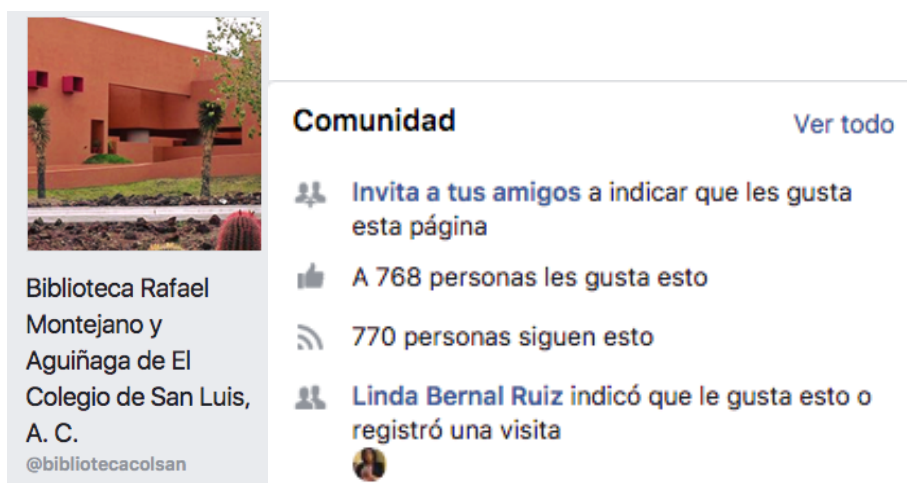 Biblioteca Rafael
Montejano y
Aguiñaga de El
Colegio de San Luis,
A. C.
@bibliotecacolsan
Comunidad
Ver todo
Invita a tus amigos a indicar que les gusta
esta página
A 768 personas les gusta esto
770 personas siguen esto
Linda Bernal Ruiz indicó que le gusta esto o
registró una visita